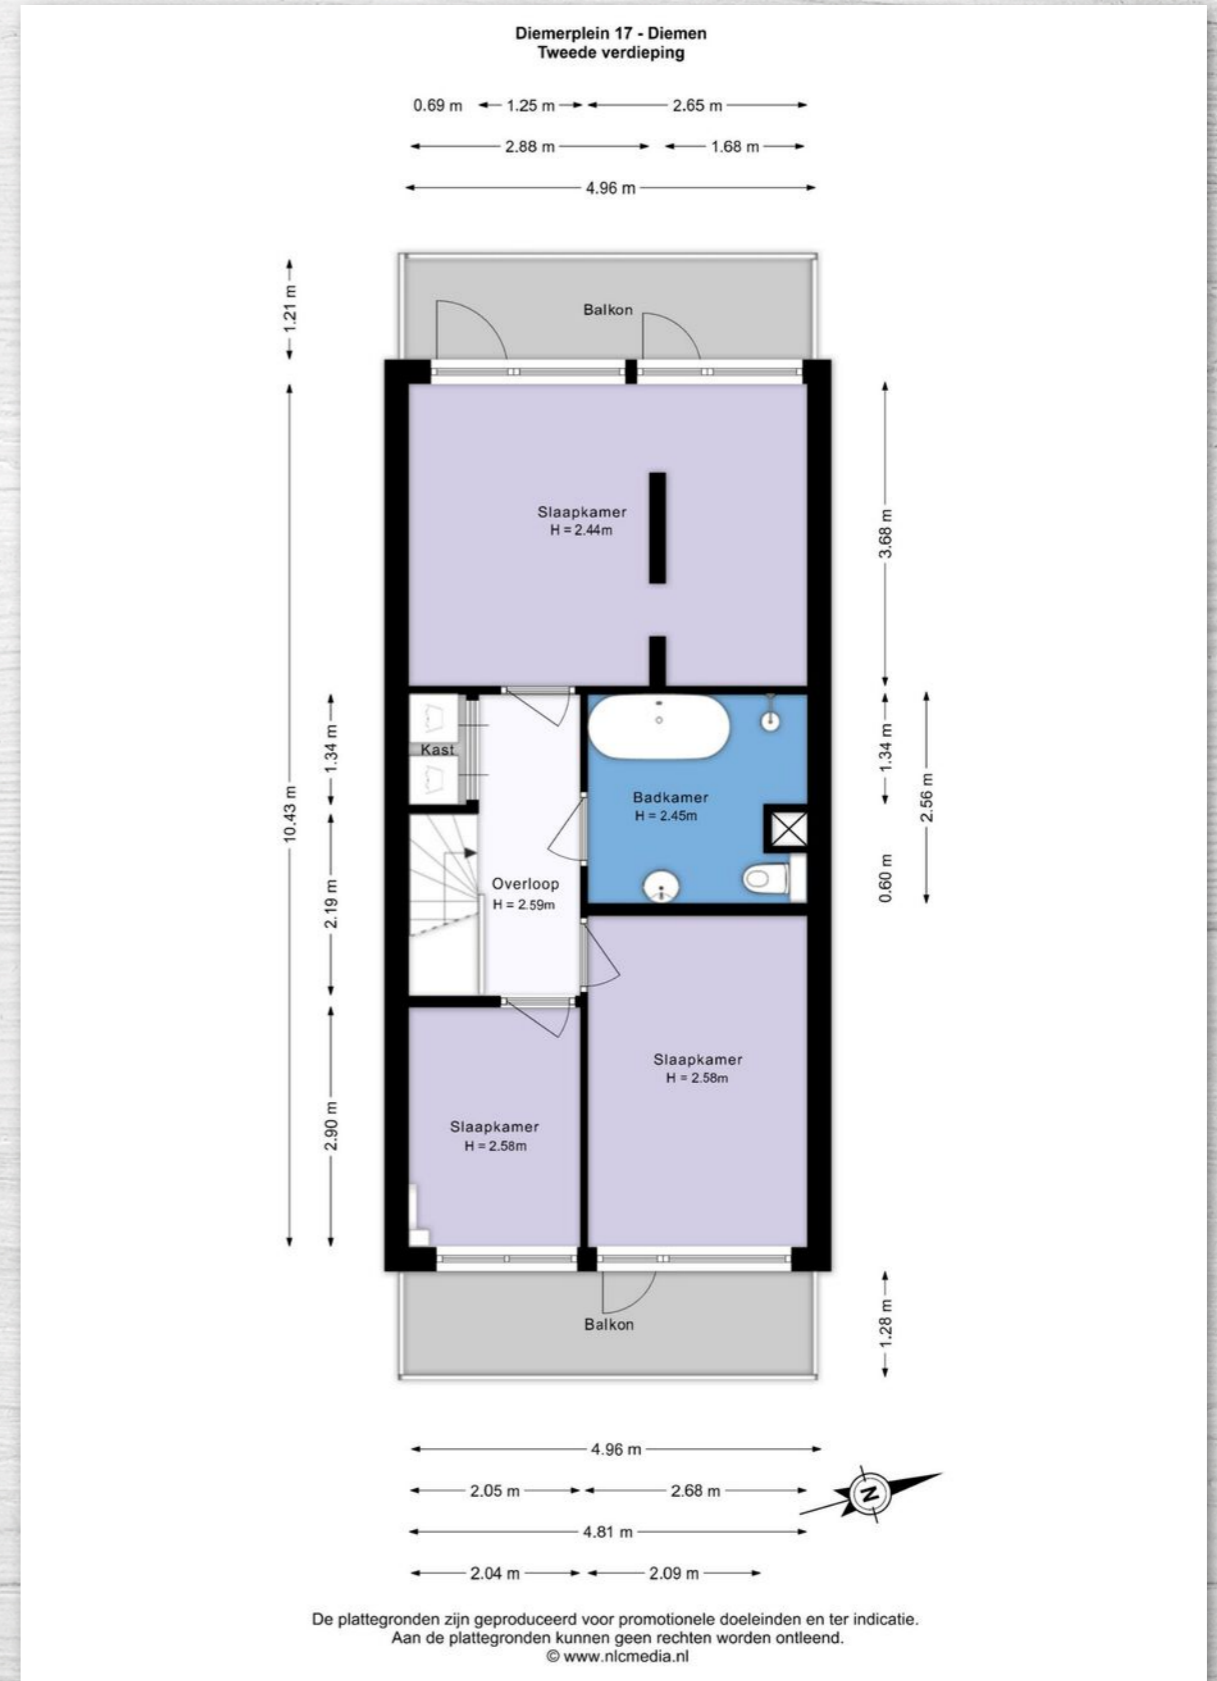 Diemerplein 17 - Diemen
Tweede verdieping
0.69 m
1.25 m
2.65 m
2.88 m
1.68 m
4.96 m
1.21 m
Balkon
10.43 m
3.68 m
Slaapkamer
H = 2.44m
1.34 m
Kast
Badkamer
H = 2.45m
1.34 m
2.56 m
0.60 m
2.19 m
Overloop
H = 2.59m
2.90 m
Slaapkamer
H = 2.58m
Slaapkamer
H = 2.58m
Balkon
1.28 m
4.96 m
2.05 m
2.68 m
4.81 m
2.04 m
2.09 m
N
De plattegronden zijn geproduceerd voor promotionele doeleinden en ter indicatie.
Aan de plattegronden kunnen geen rechten worden ontleend.
© www.nlcmedia.nl